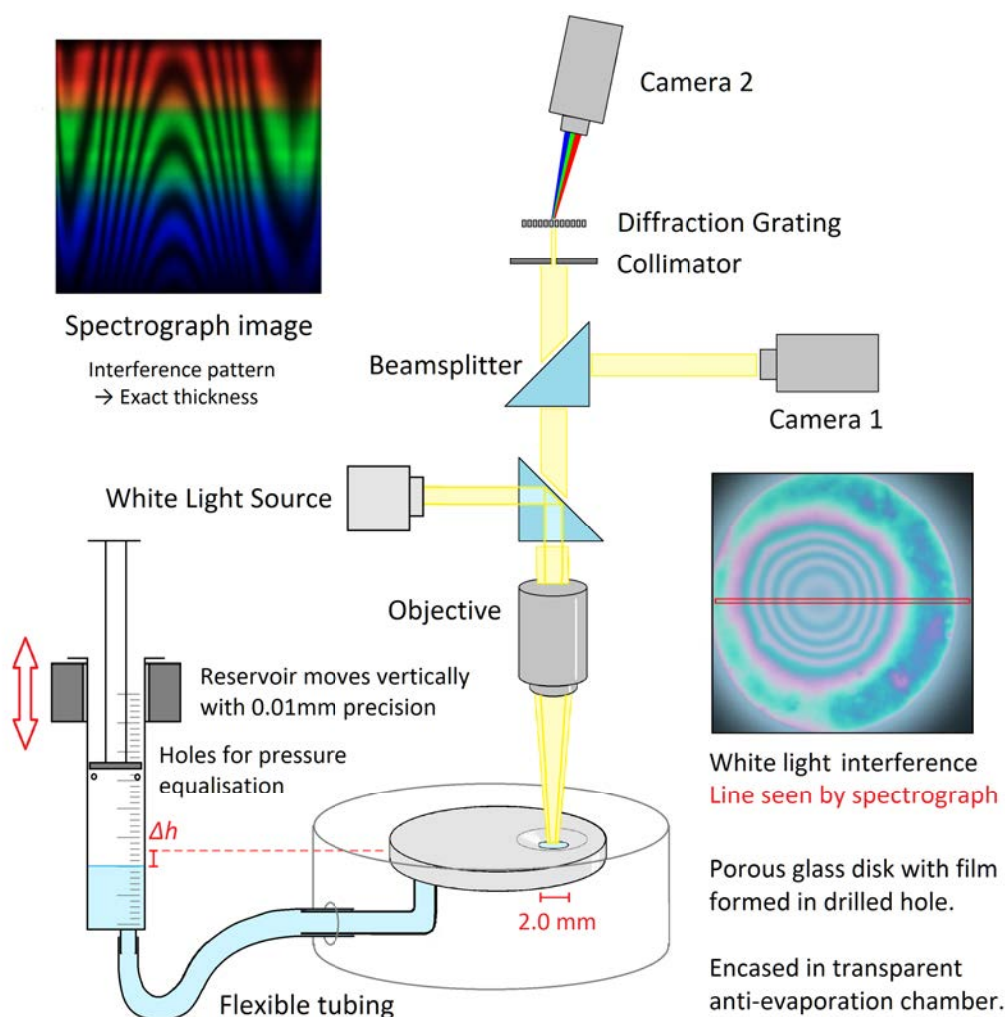 Camera 2
Diffraction Grating
Collimator
Spectrograph image
Interference pattern
→ Exact thickness
Beamsplitter
Camera 1
White Light Source
Objective
Reservoir moves vertically
with 0.01mm precision
Holes for pressure
equalisation
Δh
2.0 mm
Flexible tubing
White light interference
Line seen by spectrograph
Porous glass disk with film
formed in drilled hole.
Encased in transparent
anti-evaporation chamber.